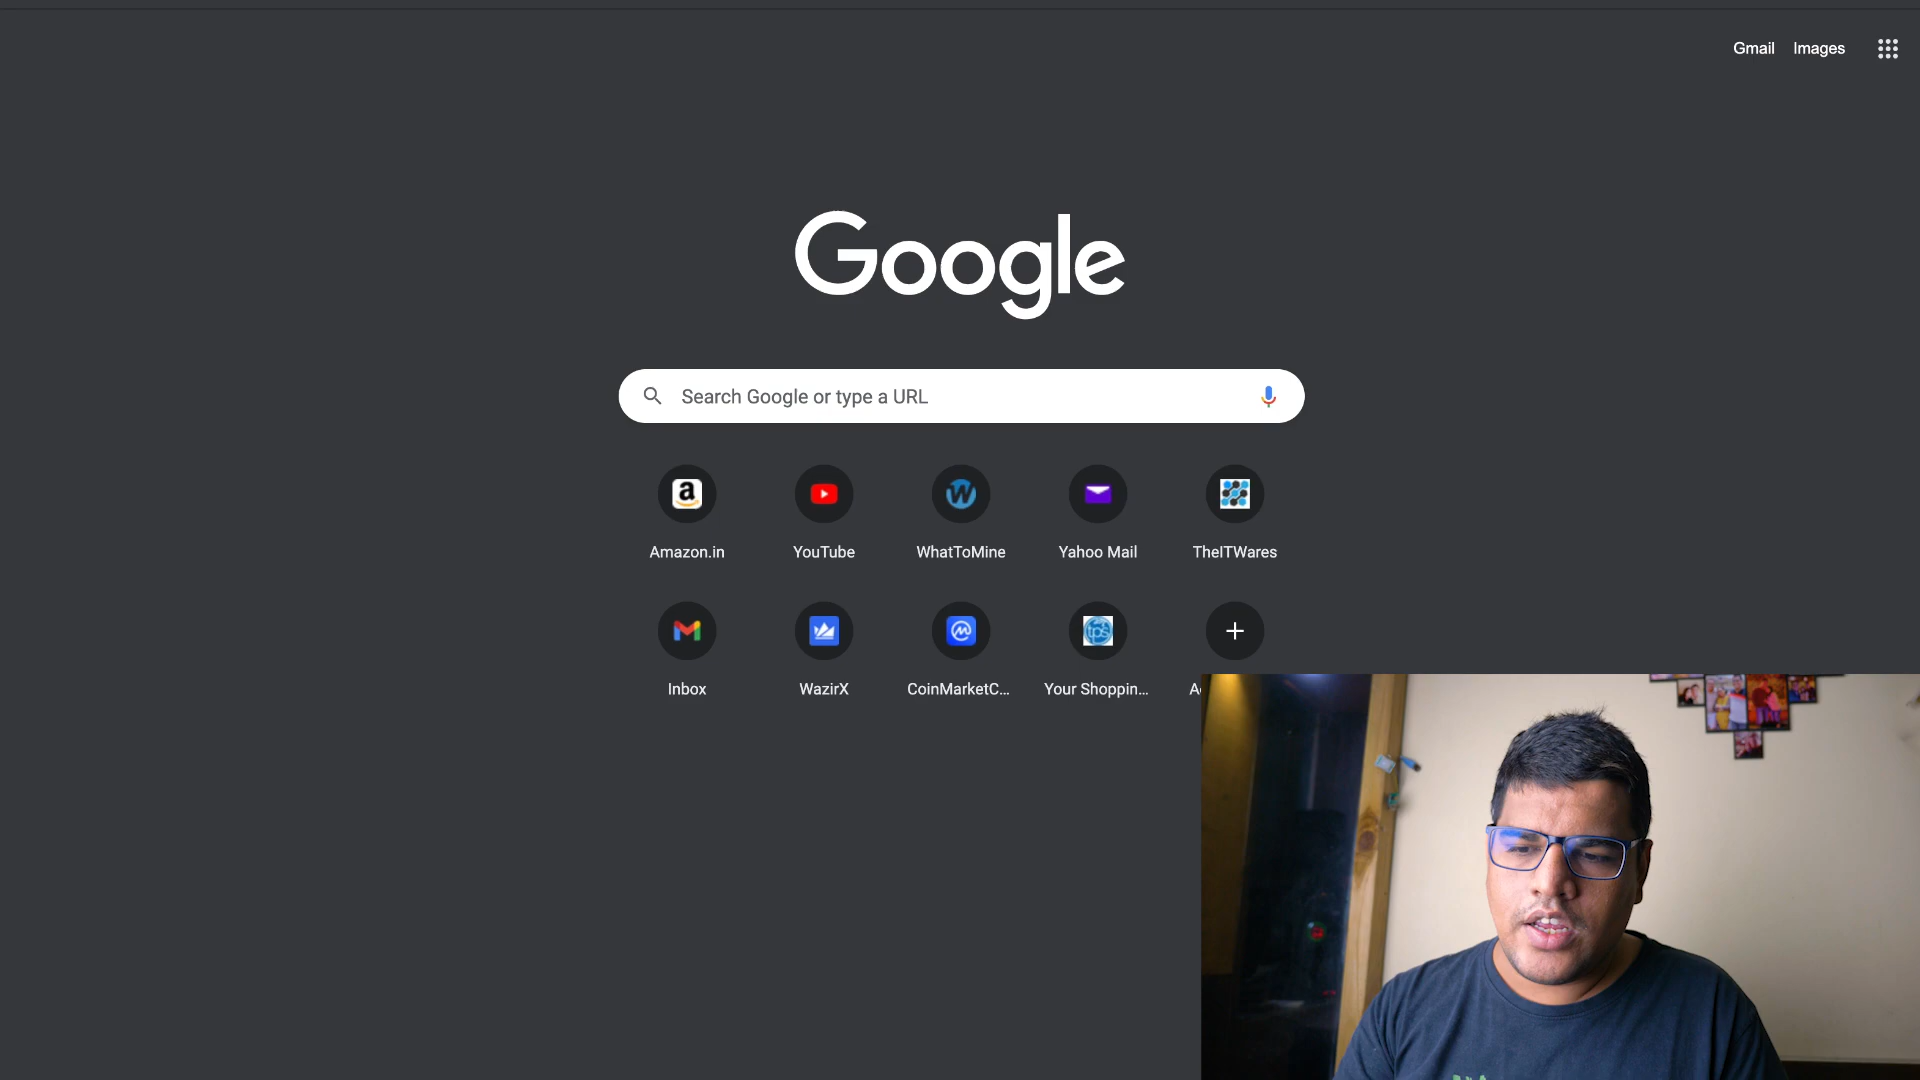 Gmail Images
Google
Search Google or type a URL
Amazon.in YouTube WhatToMine Yahoo Mail TheITWares
Inbox WazirX CoinMarketC... Your Shoppin...